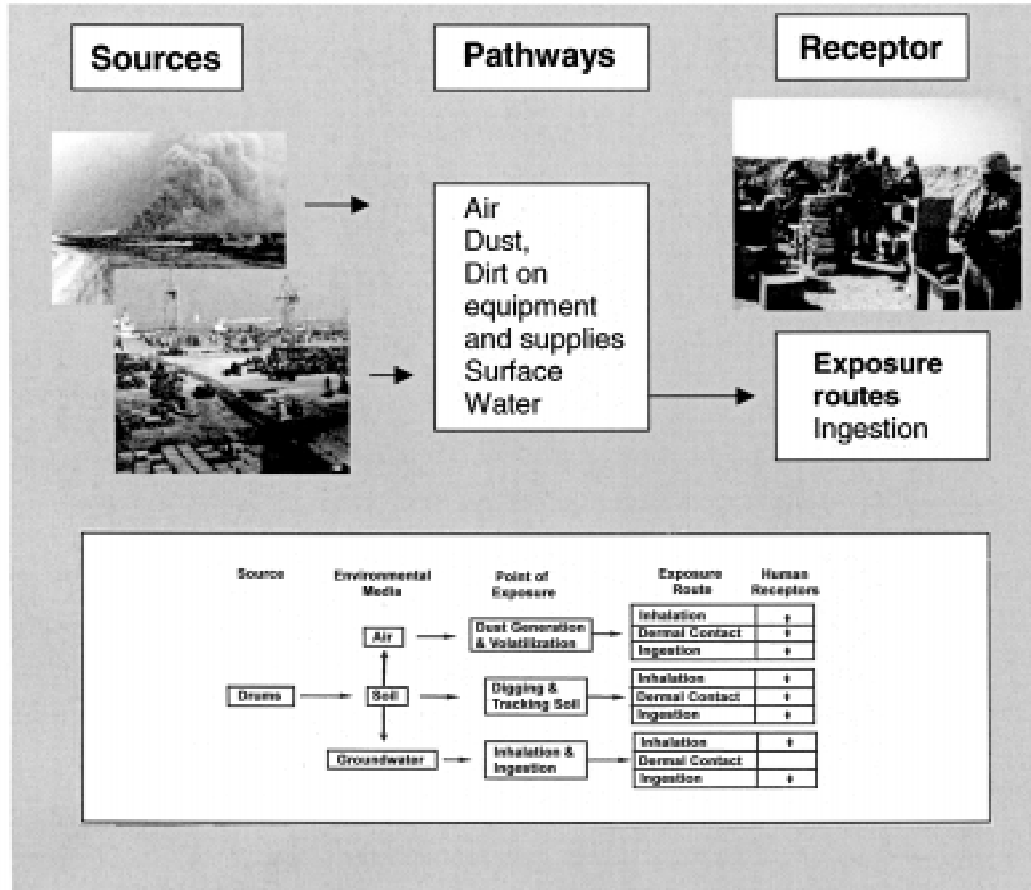 Sources
Pathways
Receptor
Air
Dust,
Dirt on
equipment
and supplies
Surface
Water
Exposure
routes
Ingestion
Source
Environmental
Media
Point of
Exposure
Exposure
Route
Human
Receptors
Air
Dust Generation
& Volatilization
Inhalation
Dermal Contact
Ingestion
Drums
Soil
Digging &
Tracking Soil
Inhalation
Dermal Contact
Ingestion
Groundwater
Inhalation &
Ingestion
Inhalation
Dermal Contact
Ingestion